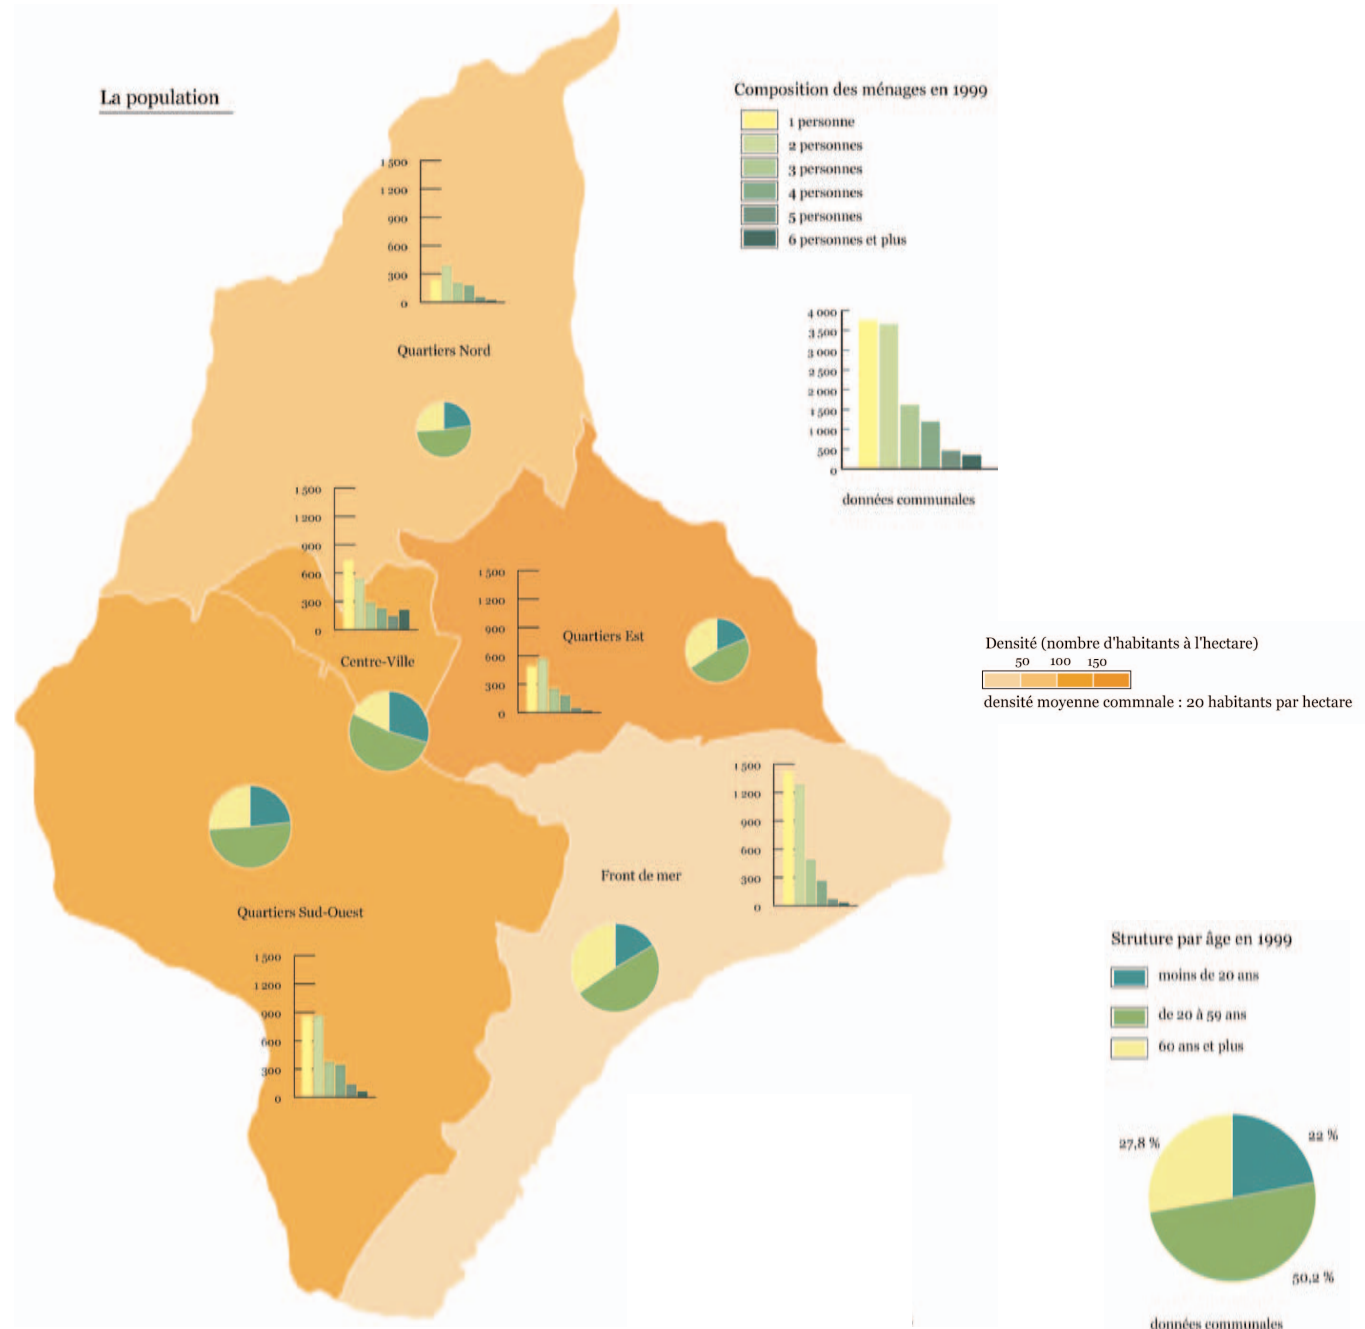 La population
Composition des ménages en 1999
1 personne
2 personnes
3 personnes
4 personnes
5 personnes
6 personnes et plus
1 500
1 200
900
600
300
0
Quartiers Nord
4 000
3 500
3 000
2 500
2 000
1 500
1 000
500
0
données communales
1 500
1 200
900
600
300
0
Centre-Ville
1 500
1 200
900
600
300
0
Quartiers Est
Densité (nombre d'habitants à l'hectare)
50 100 150
densité moyenne commnale : 20 habitants par hectare
1 500
1 200
900
600
300
0
Front de mer
Quartiers Sud-Ouest
1 500
1 200
900
600
300
0
Struture par âge en 1999
moins de 20 ans
de 20 à 59 ans
60 ans et plus
27,8 %
22 %
50,2 %
données communales